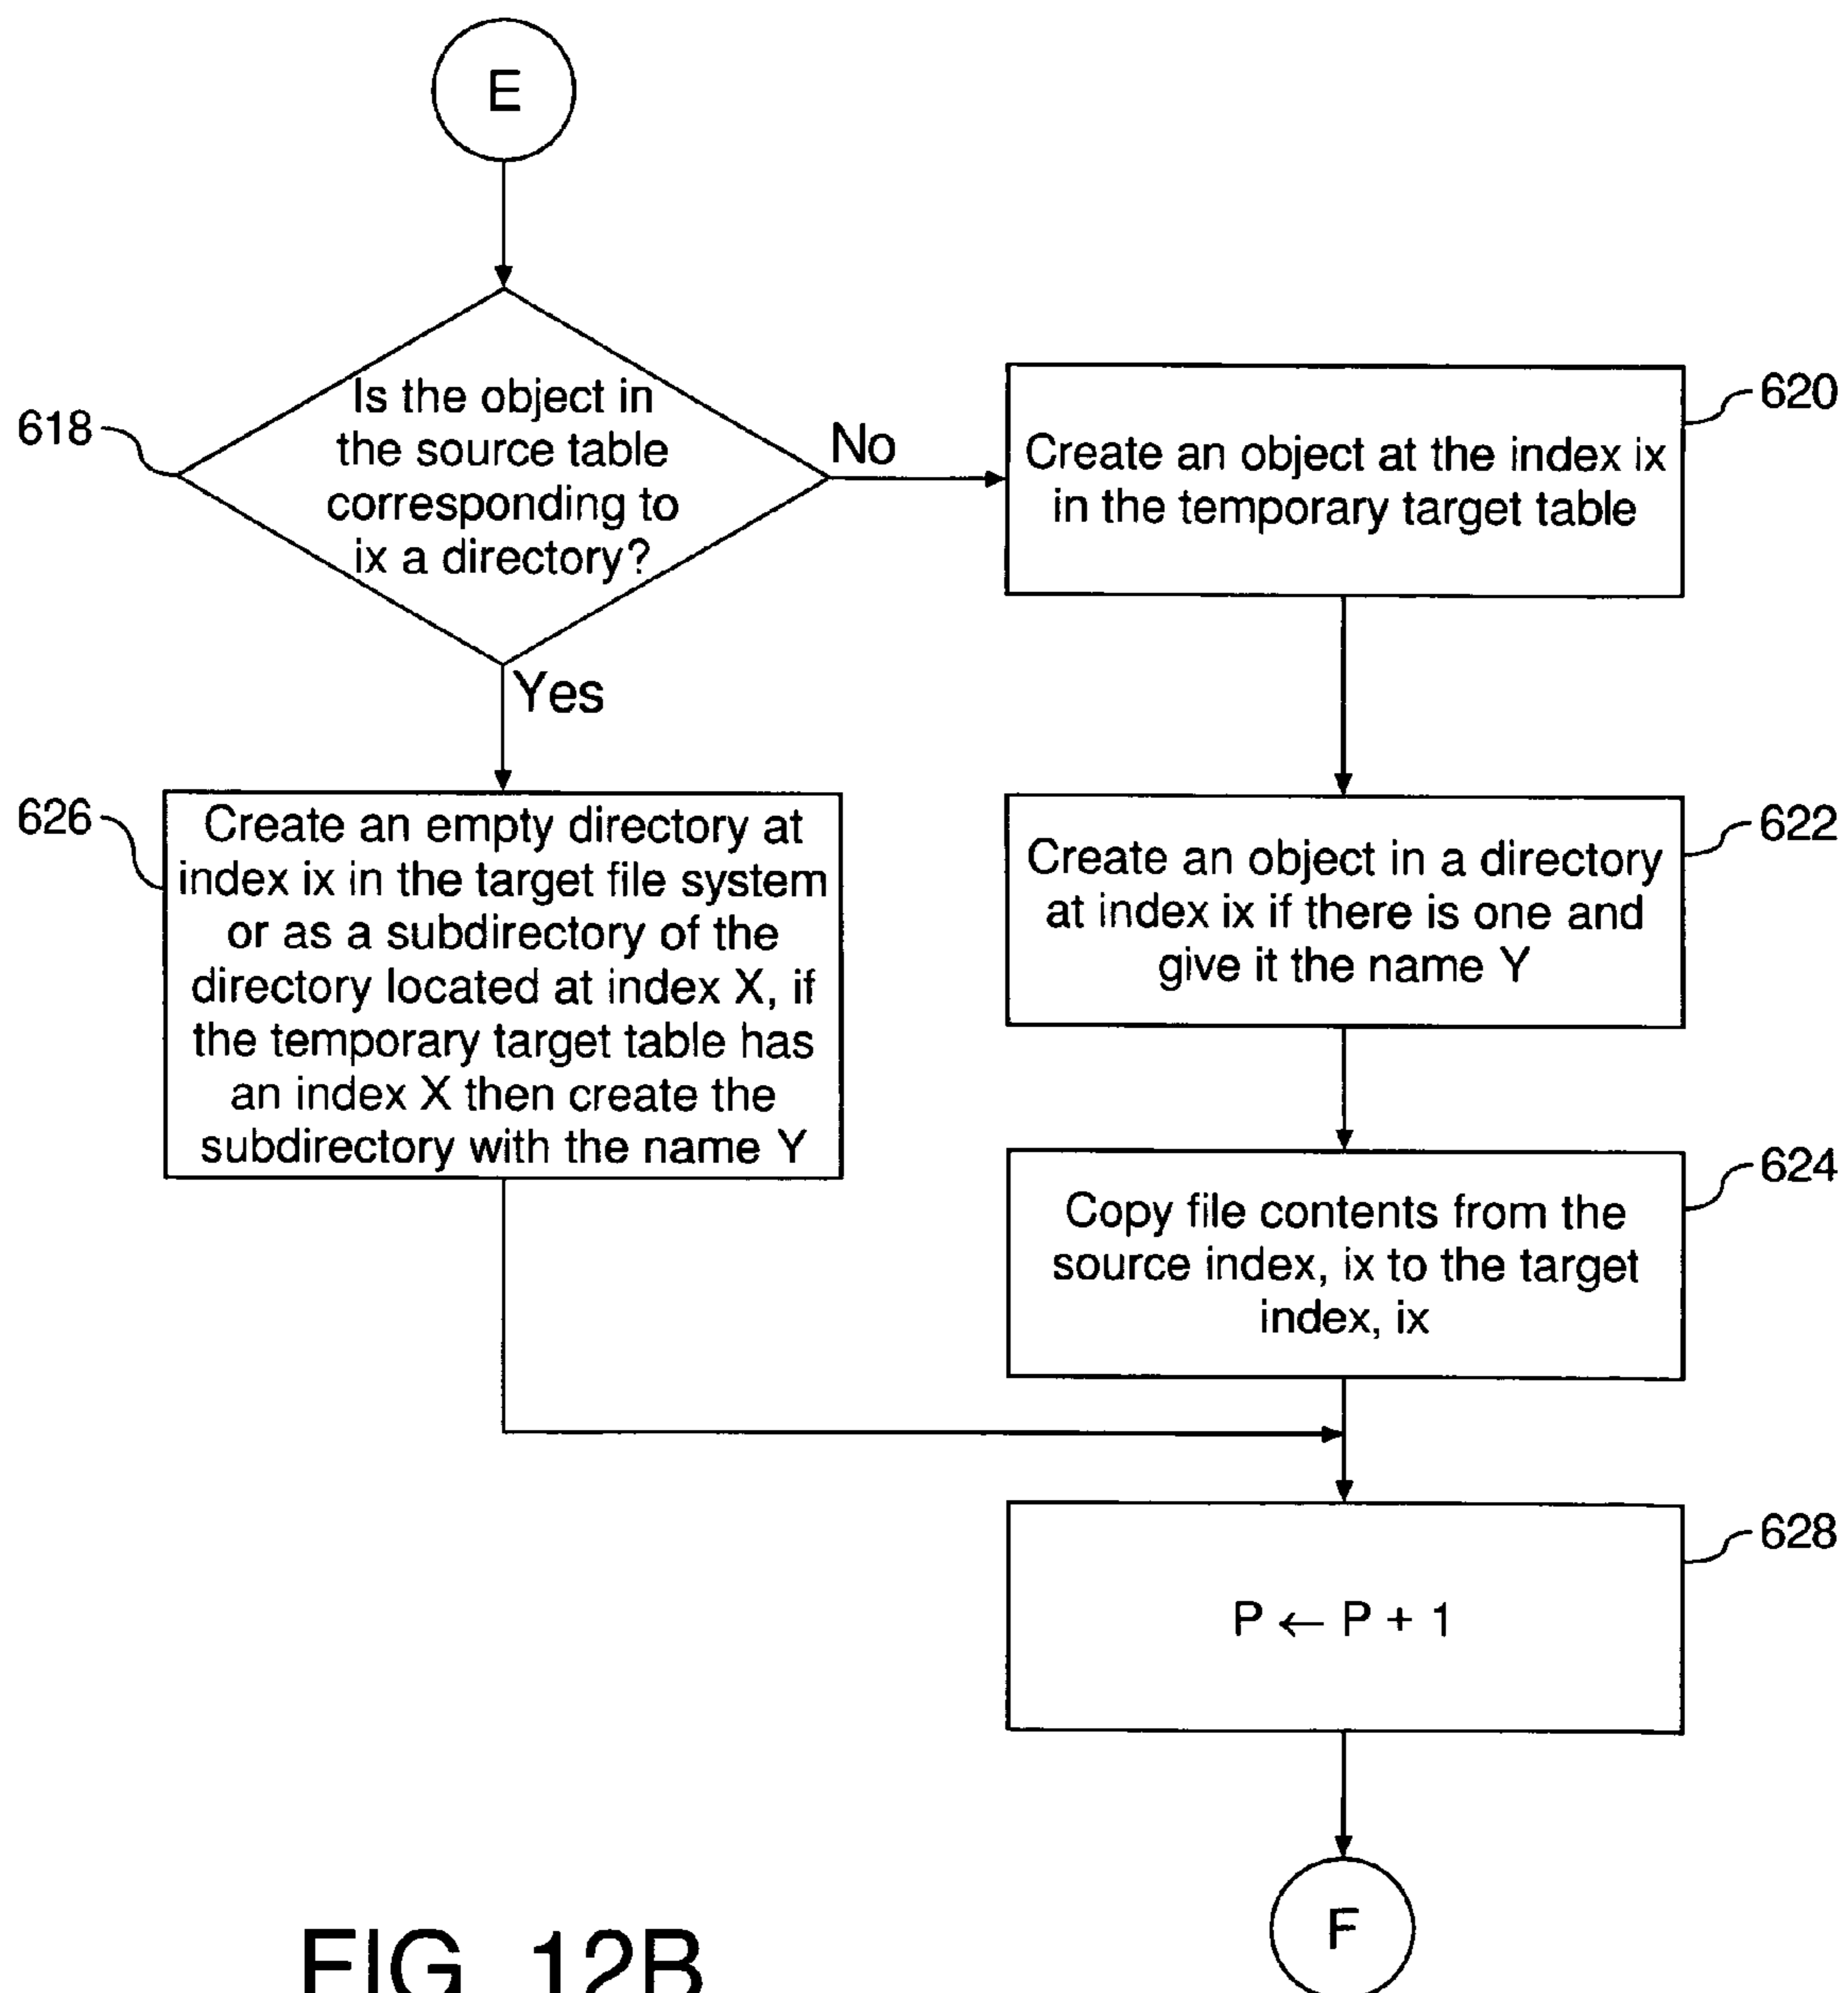 E
618
Is the object in
the source table
corresponding to
ix a directory?
No
Yes
620
Create an object at the index ix
in the temporary target table
626
Create an empty directory at
index ix in the target file system
or as a subdirectory of the
directory located at index X, if
the temporary target table has
an index X then create the
subdirectory with the name Y
622
Create an object in a directory
at index ix if there is one and
give it the name Y
624
Copy file contents from the
source index, ix to the target
index, ix
628
P ← P + 1
F
FIG. 12B